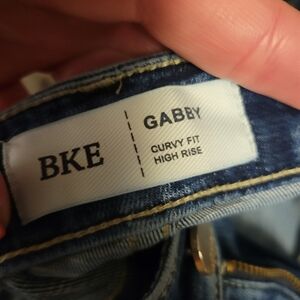 BKE
GABBY
CURVY FIT
HIGH RISE